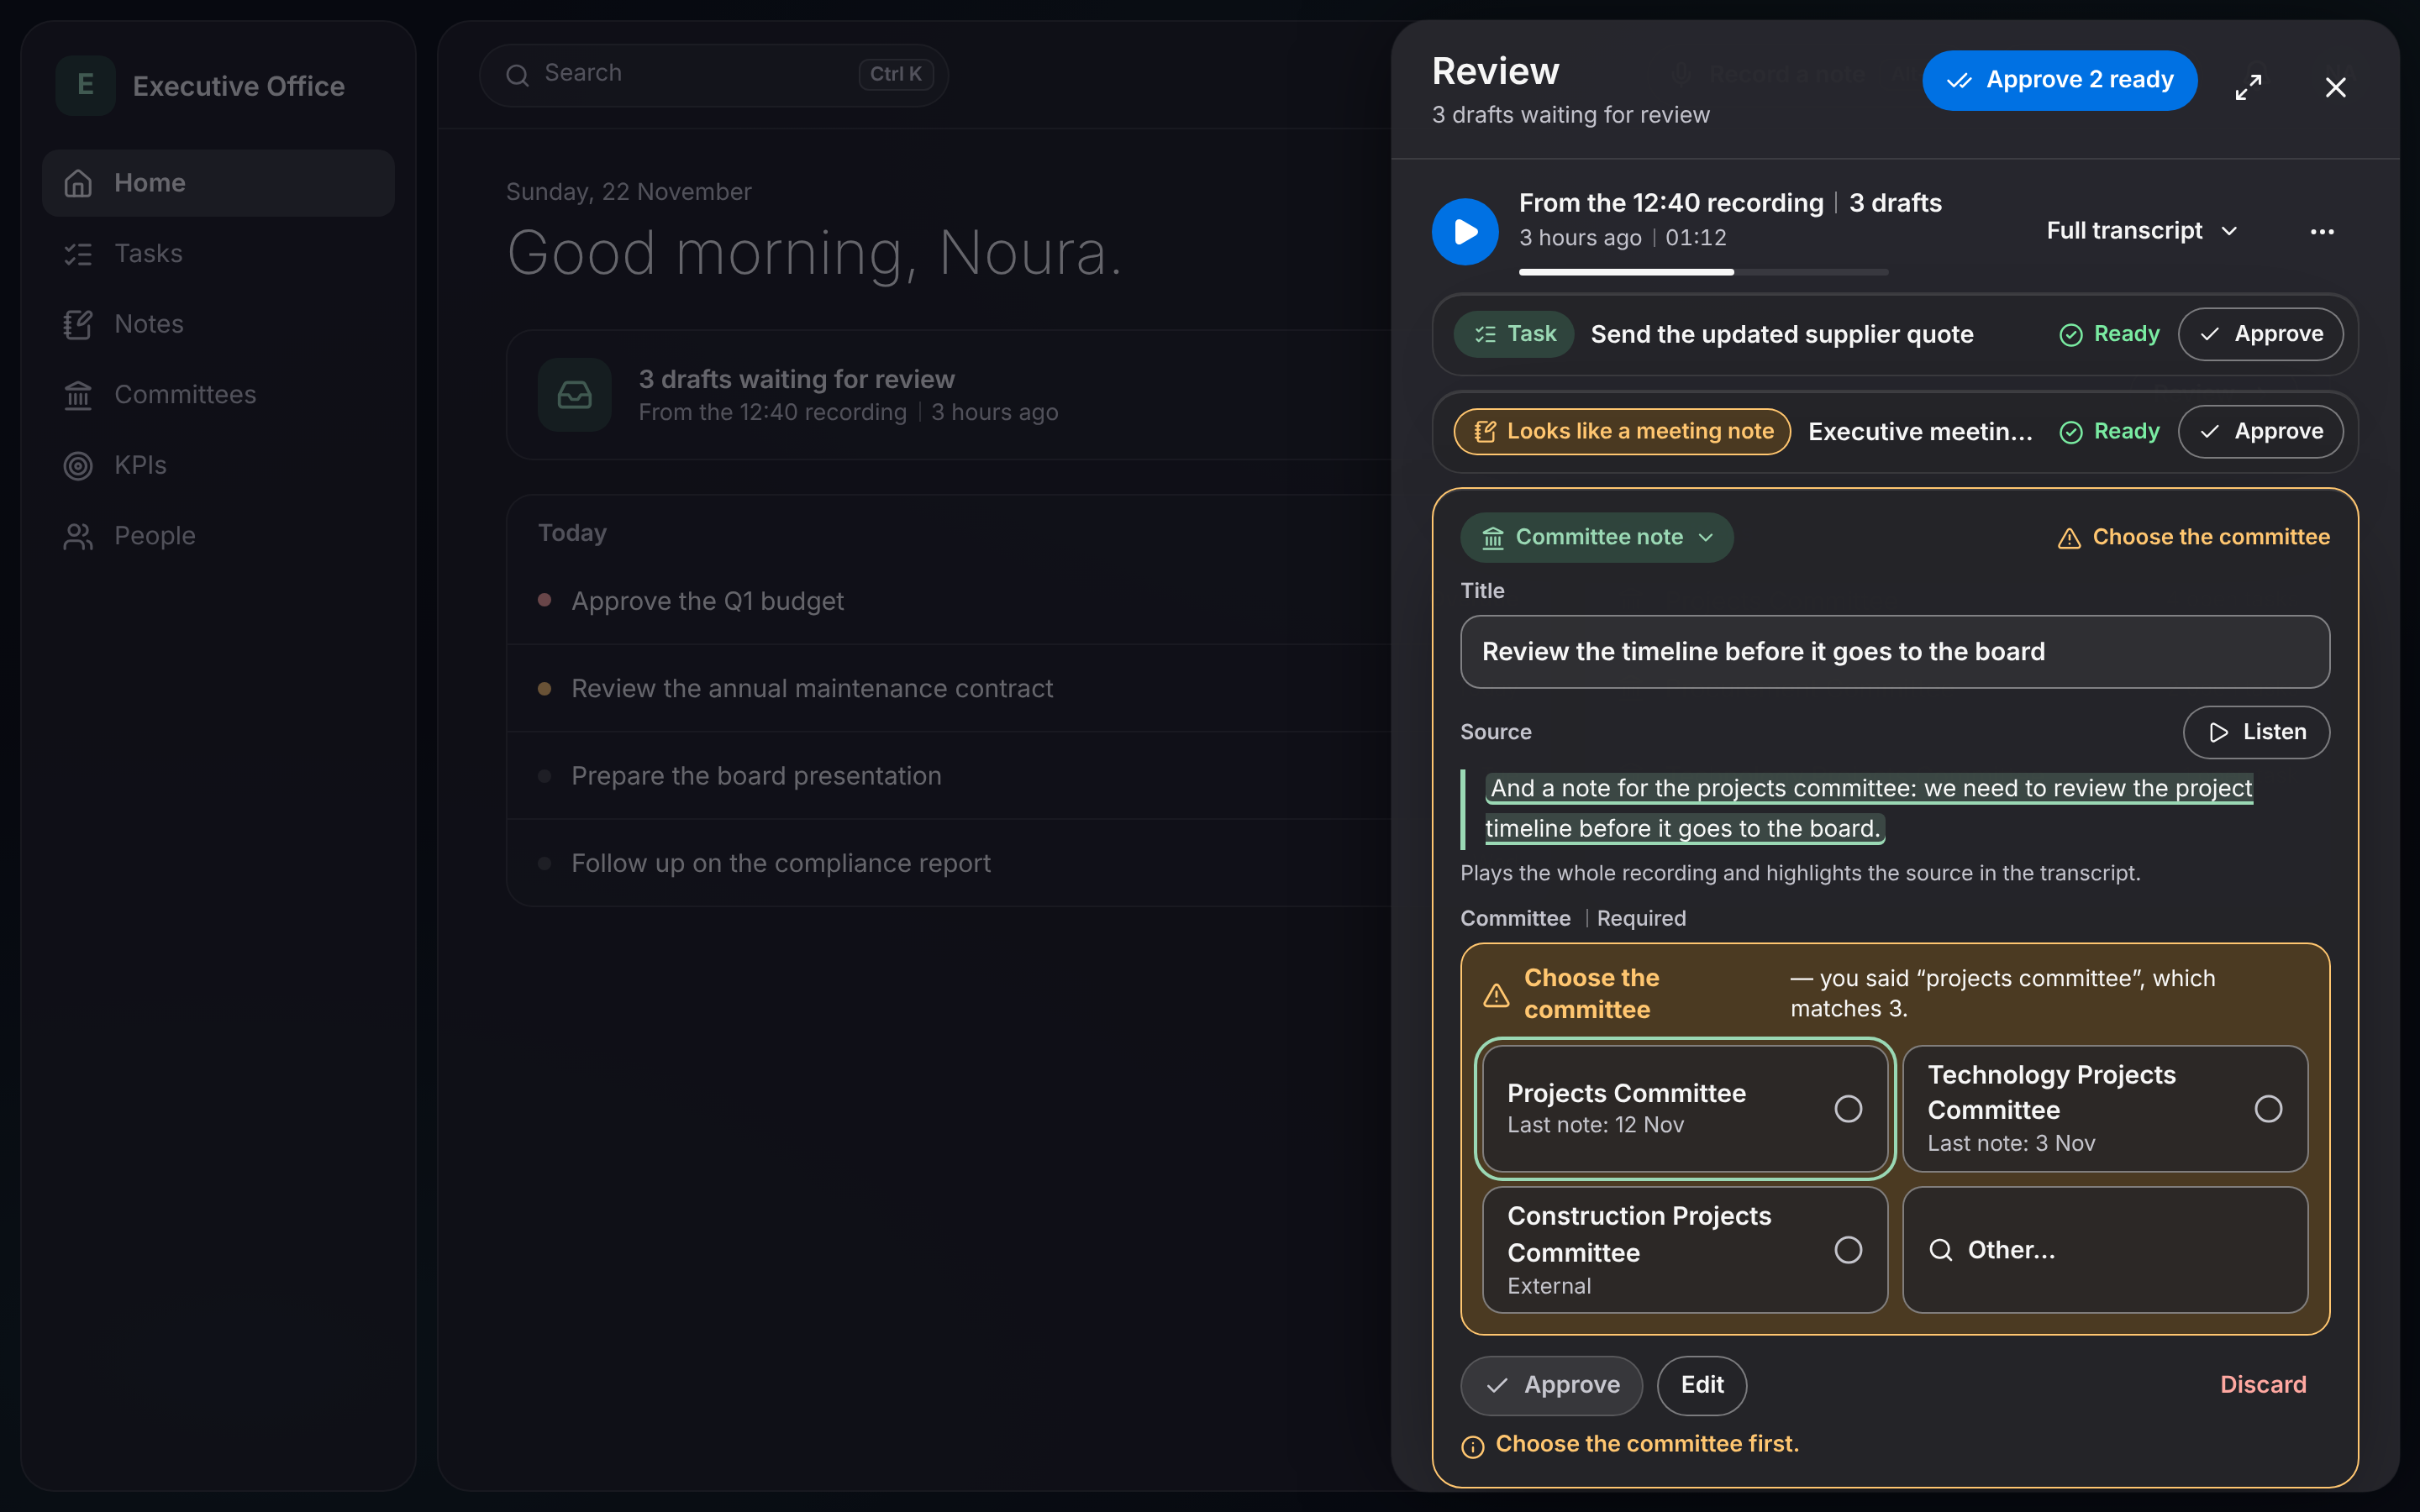 E Executive Office
Home
Tasks
Notes
Committees
KPIs
People
Search Ctrl K
Sunday, 22 November
Good morning, Noura.
3 drafts waiting for review
From the 12:40 recording | 3 hours ago
Today
Approve the Q1 budget
Review the annual maintenance contract
Prepare the board presentation
Follow up on the compliance report
Review
3 drafts waiting for review
Record a note
Approve 2 ready
From the 12:40 recording | 3 drafts
3 hours ago | 01:12
Full transcript
Task Send the updated supplier quote Ready Approve
Looks like a meeting note Executive meetin... Ready Approve
Committee note Choose the committee
Title
Review the timeline before it goes to the board
Source Listen
And a note for the projects committee: we need to review the project
timeline before it goes to the board.
Plays the whole recording and highlights the source in the transcript.
Committee | Required
Choose the
committee
— you said “projects committee”, which
matches 3.
Projects Committee
Last note: 12 Nov
Technology Projects
Committee
Last note: 3 Nov
Construction Projects
Committee
External
Other...
Approve Edit Discard
Choose the committee first.